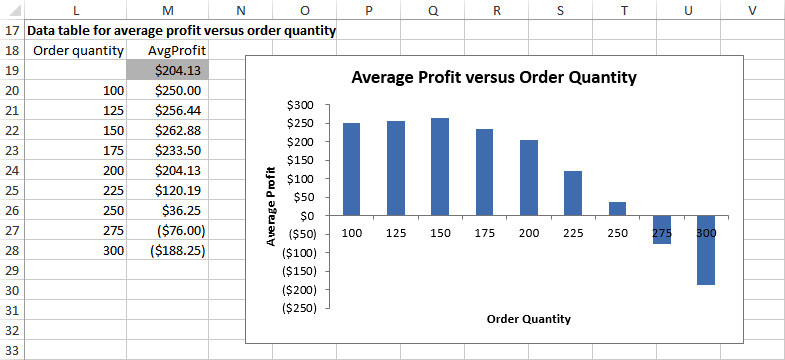 L M N O P Q R S T U V
17 Data table for average profit versus order quantity
18 Order quantity AvgProfit
19 $204.13
20 100 $250.00
21 125 $256.44
22 150 $262.88
23 175 $233.50
24 200 $204.13
25 225 $120.19
26 250 $36.25
27 275 ($76.00)
28 300 ($188.25)
29
30
31
32
33
Average Profit versus Order Quantity
Average Profit
$300
$250
$200
$150
$100
$50
$0
($50)
($100)
($150)
($200)
($250)
100 125 150 175 200 225 250 275 300
Order Quantity